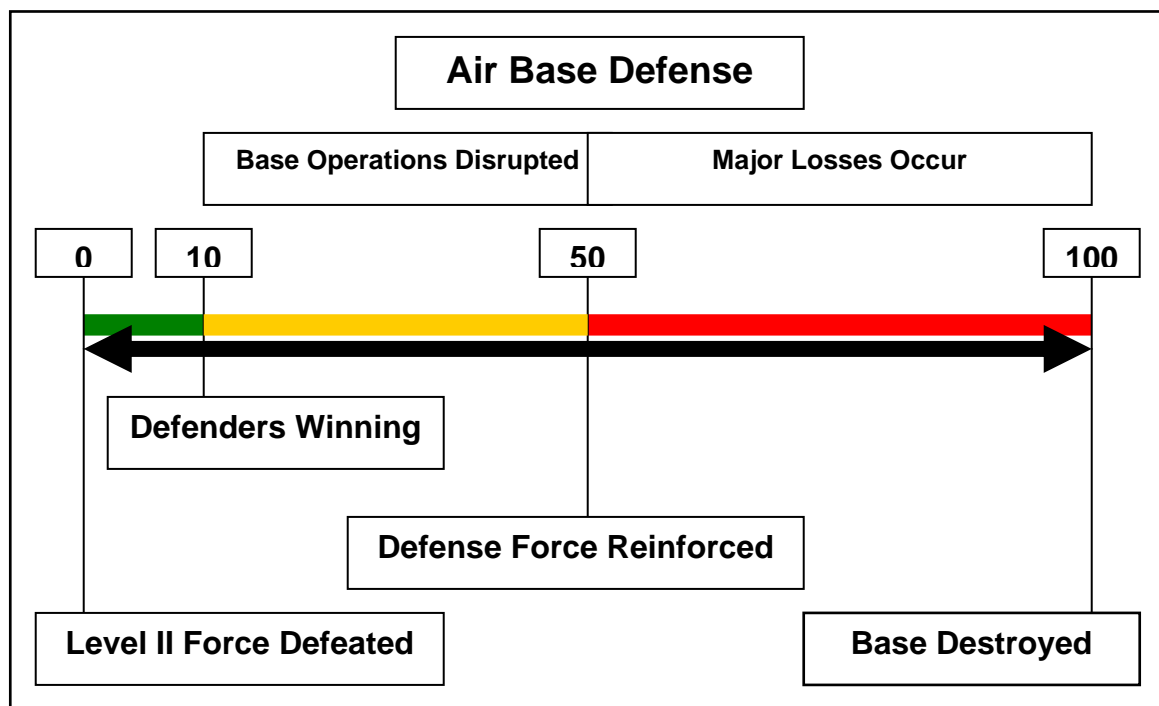 Air Base Defense
Base Operations Disrupted
Major Losses Occur
0
10
50
100
Defenders Winning
Defense Force Reinforced
Level II Force Defeated
Base Destroyed